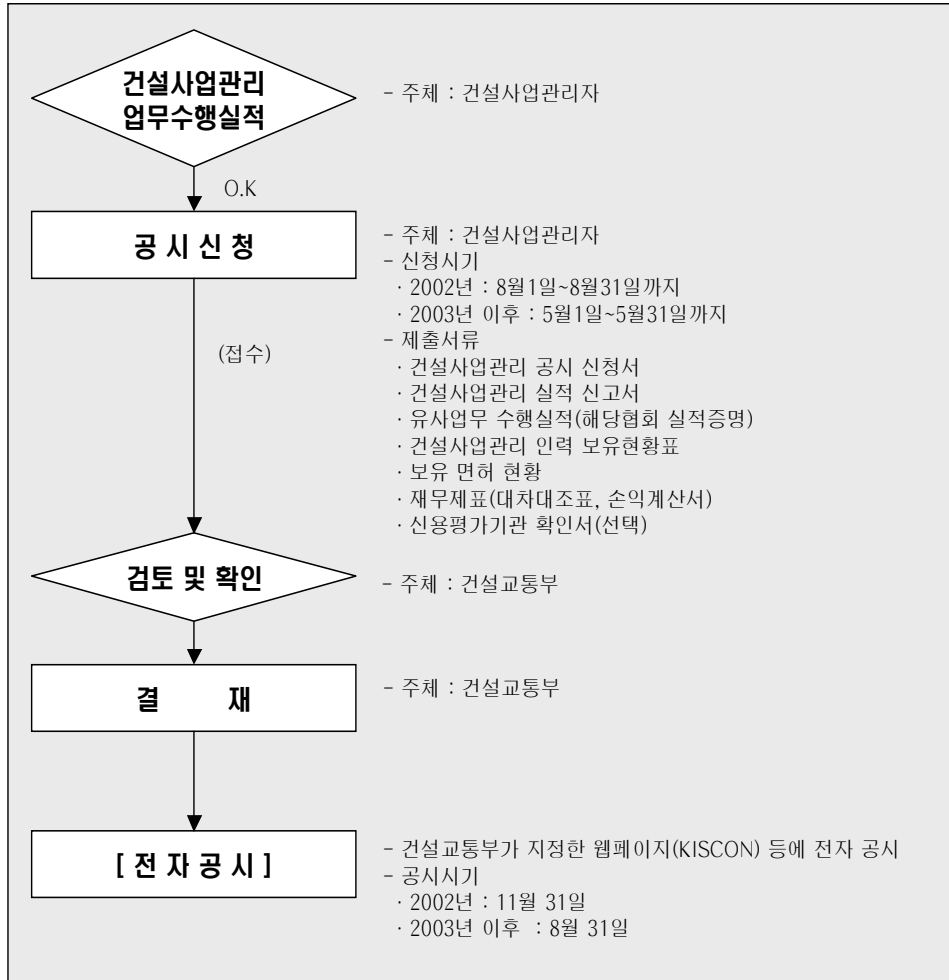 건설사업관리
업무수행실적
- 주체 : 건설사업관리자
O.K
공 시 신 청
- 주체 : 건설사업관리자
- 신청시기
· 2002년 : 8월1일~8월31일까지
· 2003년 이후 : 5월1일~5월31일까지
- 제출서류
· 건설사업관리 공시 신청서
· 건설사업관리 실적 신고서
· 유사업무 수행실적(해당협회 실적증명)
· 건설사업관리 인력 보유현황표
· 보유 면허 현황
· 재무제표(대차대조표, 손익계산서)
· 신용평가기관 확인서(선택)
(접수)
검토 및 확인
- 주체 : 건설교통부
결 재
- 주체 : 건설교통부
[ 전 자 공 시 ]
- 건설교통부가 지정한 웹페이지(KISCON) 등에 전자 공시
- 공시시기
· 2002년 : 11월 31일
· 2003년 이후 : 8월 31일